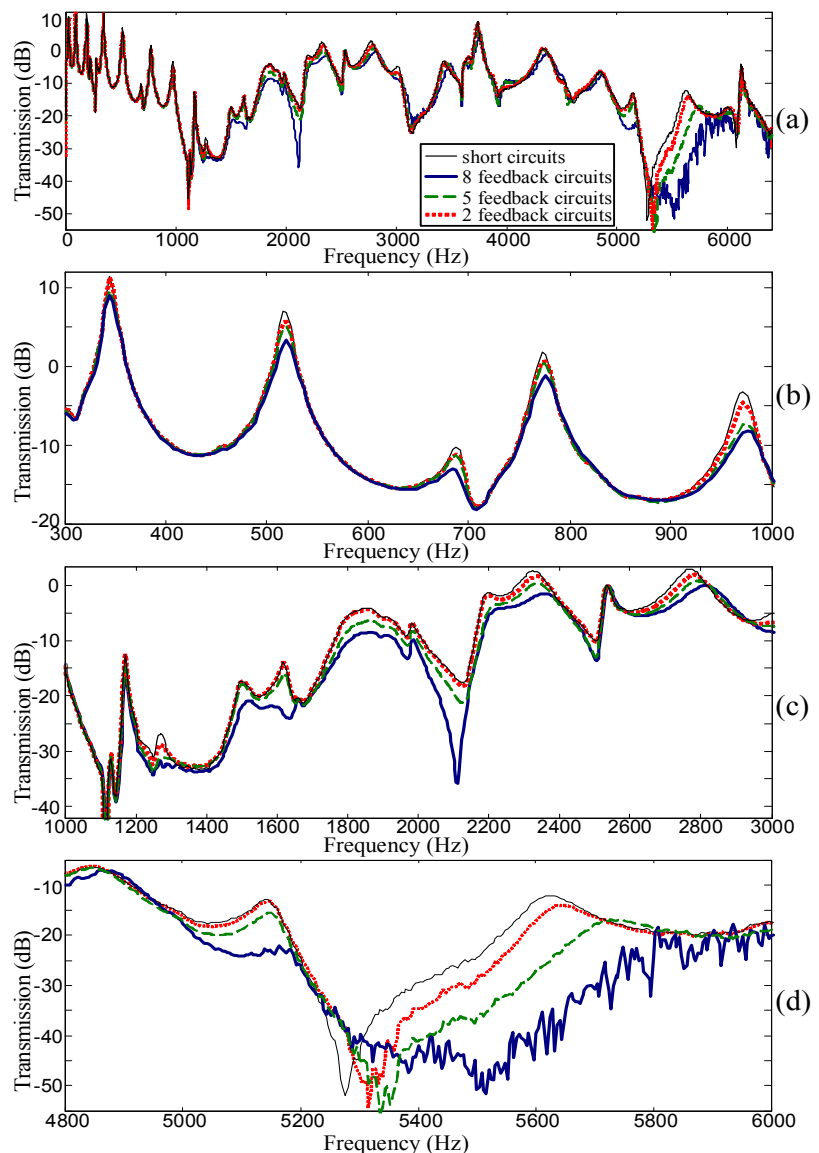 Transmission (dB)
10
0
-10
-20
-30
-40
-50
short circuits
8 feedback circuits
5 feedback circuits
2 feedback circuits
0 1000 2000 3000 4000 5000 6000
Frequency (Hz)
(a)
Transmission (dB)
10
0
-10
-20
300 400 500 600 700 800 900 1000
Frequency (Hz)
(b)
Transmission (dB)
0
-10
-20
-30
-40
1000 1200 1400 1600 1800 2000 2200 2400 2600 2800 3000
Frequency (Hz)
(c)
Transmission (dB)
-10
-20
-30
-40
-50
4800 5000 5200 5400 5600 5800 6000
Frequency (Hz)
(d)